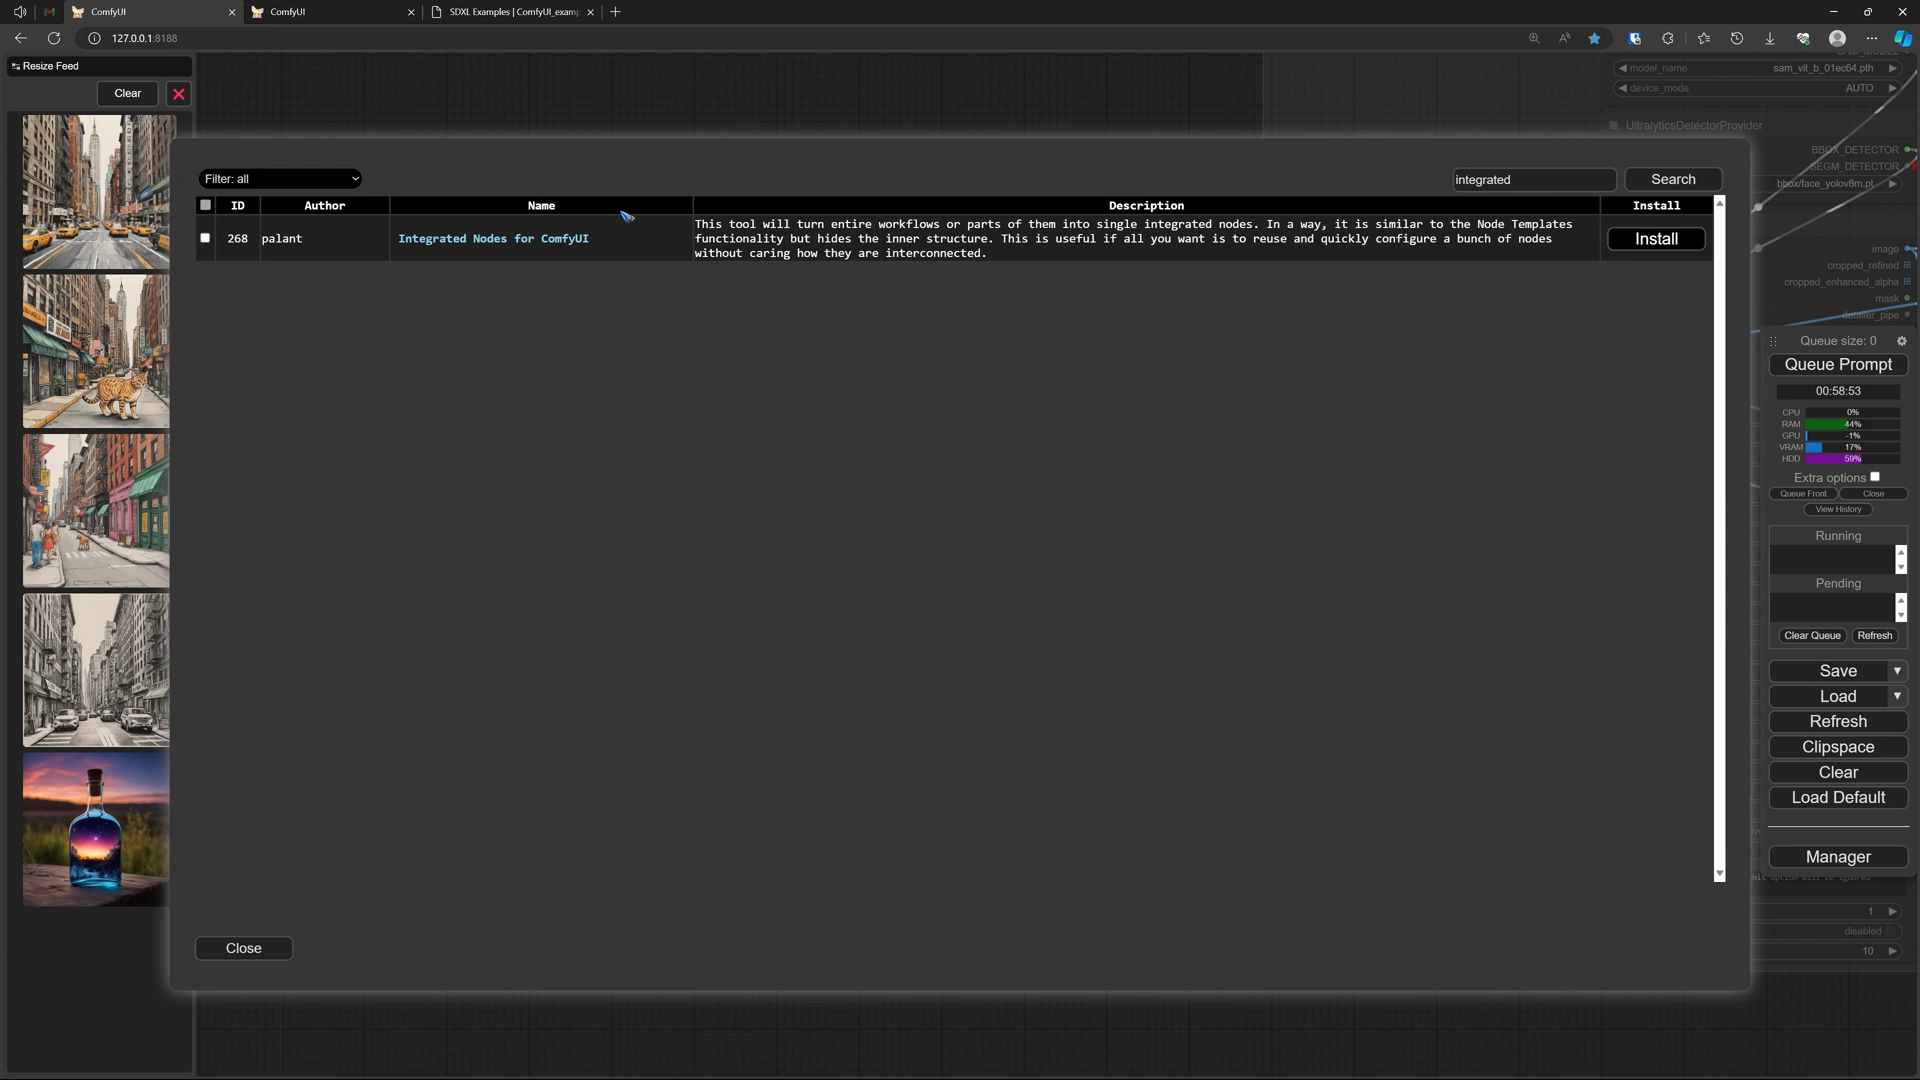 ComfyUI
ComfyUI
SDXL Examples | ComfyUI_exam
127.0.0.1:8188
Resize Feed
Clear
model_name sam_vit_b_01ec64.pth
device_mode AUTO
UltralyticsDetectorProvider
BBOX_DETECTOR
SEGM_DETECTOR
bbox/face_yolov8m.pt
Filter: all
integrated
Search
ID Author Name Description Install
268 palant Integrated Nodes for ComfyUI
This tool will turn entire workflows or parts of them into single integrated nodes. In a way, it is similar to the Node Templates
functionality but hides the inner structure. This is useful if all you want is to reuse and quickly configure a bunch of nodes
without caring how they are interconnected.
Install
image
cropped_refined
cropped_enhanced_alpha
mask
detailer_pipe
Queue size: 0
Queue Prompt
00:58:53
CPU 0%
RAM 44%
GPU -1%
VRAM 17%
HDD 59%
Extra options
Queue Front Close
View History
Running
Pending
Clear Queue Refresh
Save
Load
Refresh
Clipspace
Clear
Load Default
Manager
his option will be ignored
1
disabled
10
Close